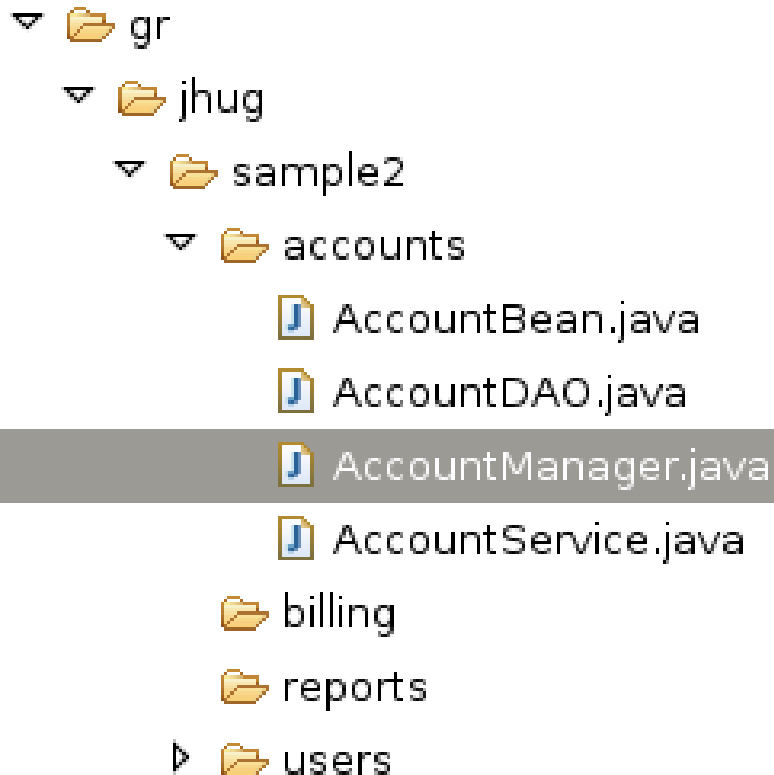 gr
jhug
sample2
accounts
AccountBean.java
AccountDAO.java
AccountManager.java
AccountService.java
billing
reports
users